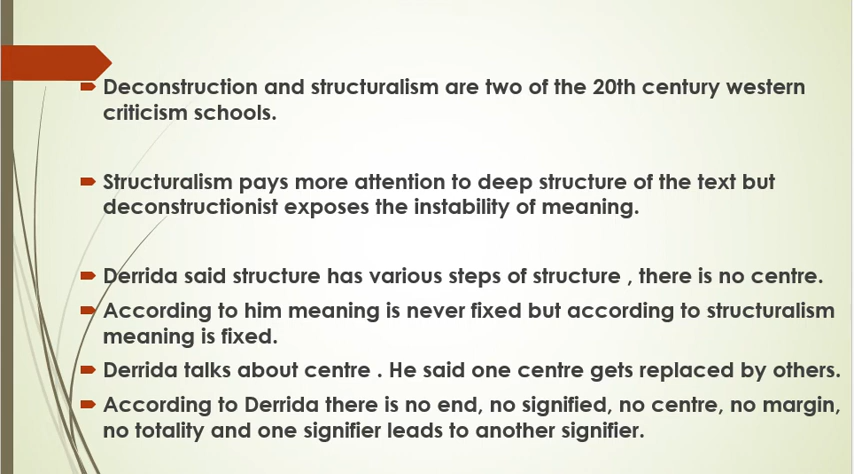 Deconstruction and structuralism are two of the 20th century western
criticism schools.
Structuralism pays more attention to deep structure of the text but
deconstructionist exposes the instability of meaning.
Derrida said structure has various steps of structure , there is no centre.
According to him meaning is never fixed but according to structuralism
meaning is fixed.
Derrida talks about centre . He said one centre gets replaced by others.
According to Derrida there is no end, no signified, no centre, no margin,
no totality and one signifier leads to another signifier.